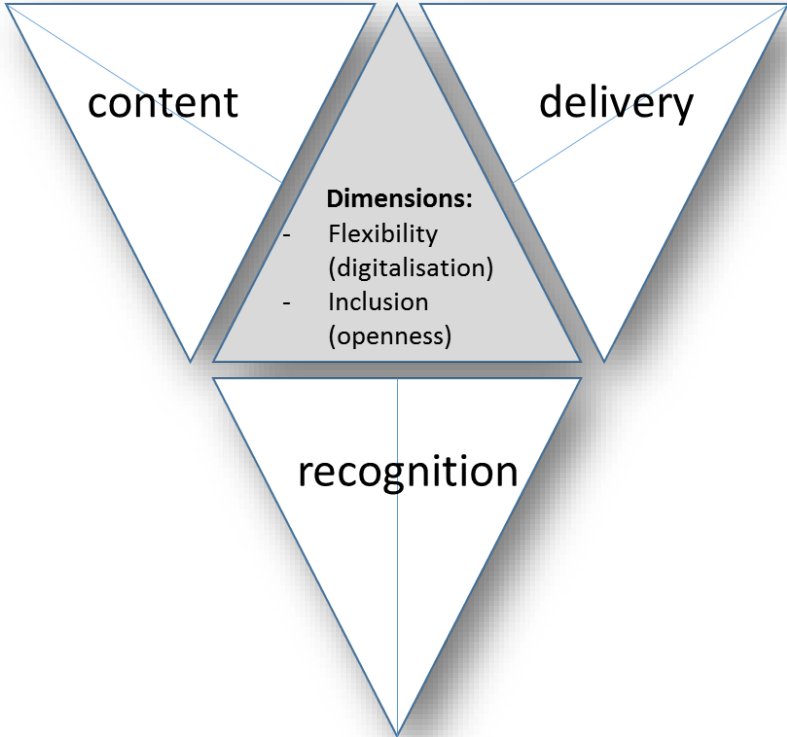 content
delivery
Dimensions:
- Flexibility
(digitalisation)
- Inclusion
(openness)
recognition